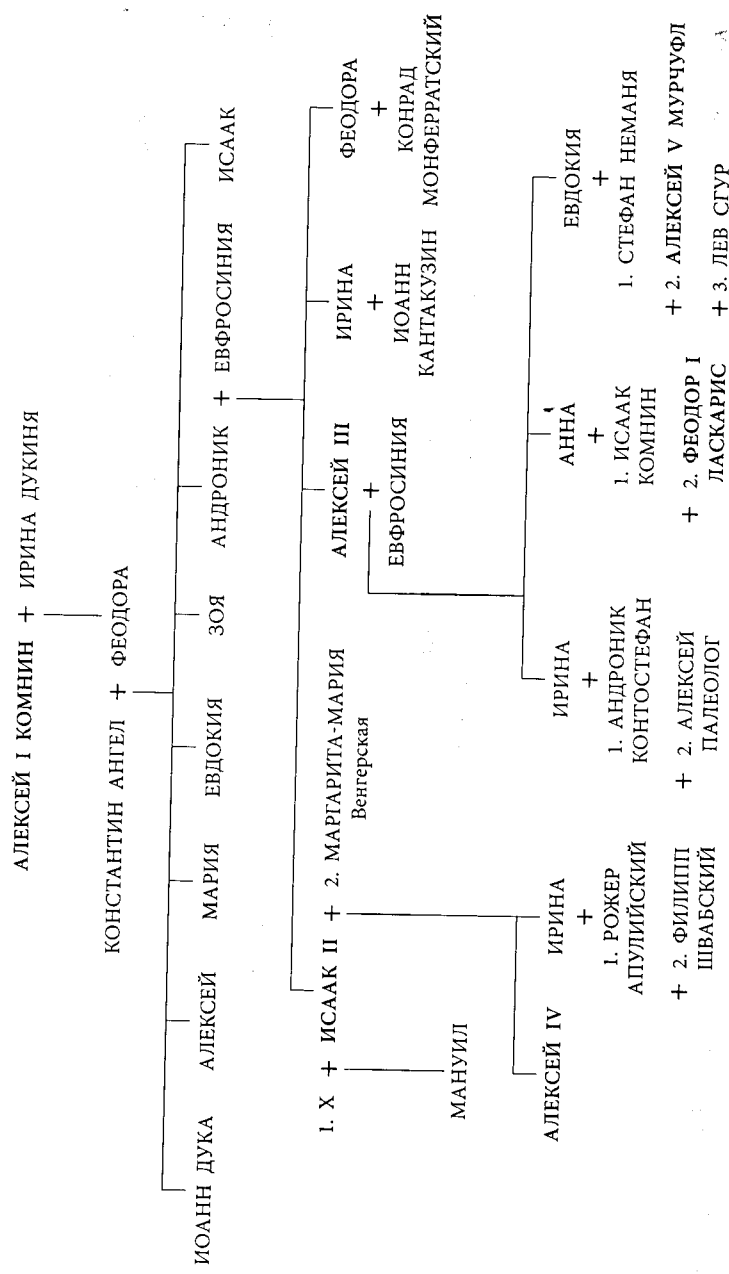 АЛЕКСЕЙ I КОМНИН + ИРИНА ДУКИНЯ
КОНСТАНТИН АНГЕЛ + ФЕОДОРА
ИОАНН ДУКА АЛЕКСЕЙ МАРИЯ ЕВДОКИЯ ЗОЯ АНДРОНИК + ЕВФРОСИНИЯ ИСААК
1. X + ИСААК II + 2. МАРГАРИТА-МАРИЯ
Венгерская
АЛЕКСЕЙ III
+
ЕВФРОСИНИЯ
ИРИНА
+
ИОАНН
КАНТАКУЗИН
ФЕОДОРА
+
КОНРАД
МОНФЕРРАТСКИЙ
МАНУИЛ
АЛЕКСЕЙ IV
ИРИНА
+
1. РОЖЕР
АПУЛИЙСКИЙ
+ 2. ФИЛИПП
ШВАБСКИЙ
ИРИНА
+
1. АНДРОНИК
КОНТОСТЕФАН
+ 2. АЛЕКСЕЙ
ПАЛЕОЛОГ
АННА
+
1. ИСААК
КОМНИН
+ 2. ФЕОДОР I
ЛАСКАРИС
ЕВДОКИЯ
+
1. СТЕФАН НЕМАНЯ
+ 2. АЛЕКСЕЙ V МУРЧУФЛ
+ 3. ЛЕВ СГУР